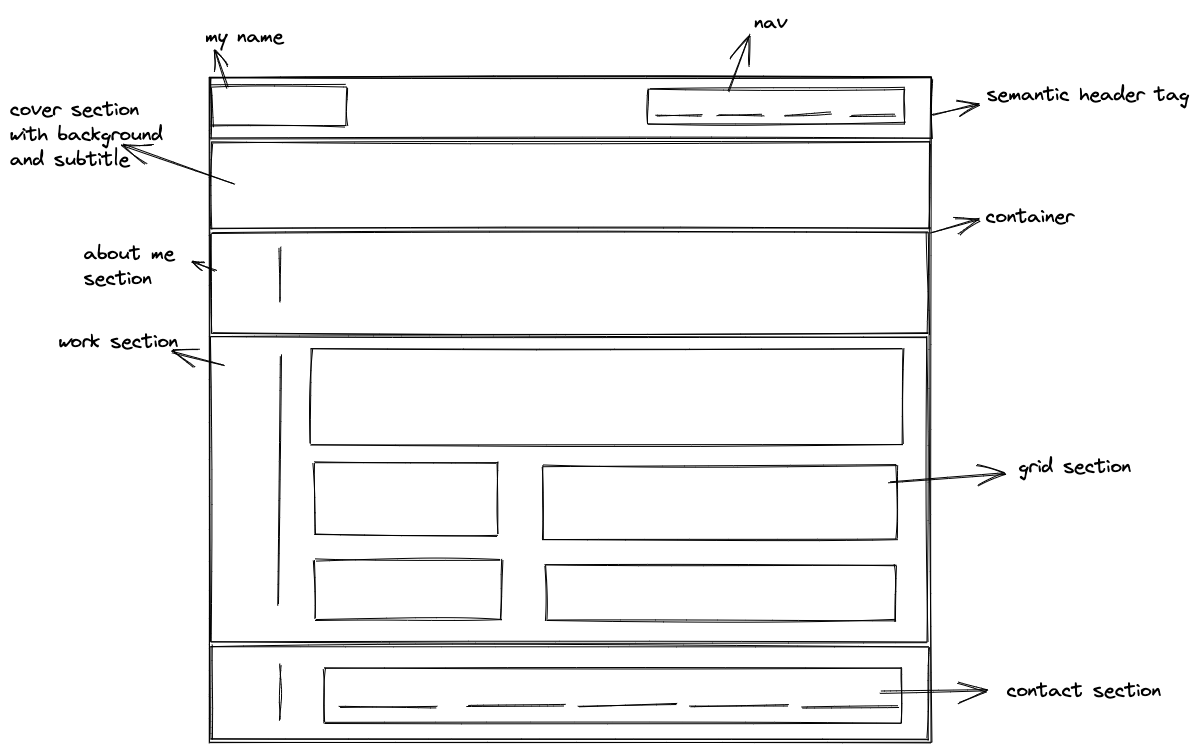 my name
nav
semantic header tag
cover section
with background
and subtitle
container
about me
section
work section
grid section
contact section